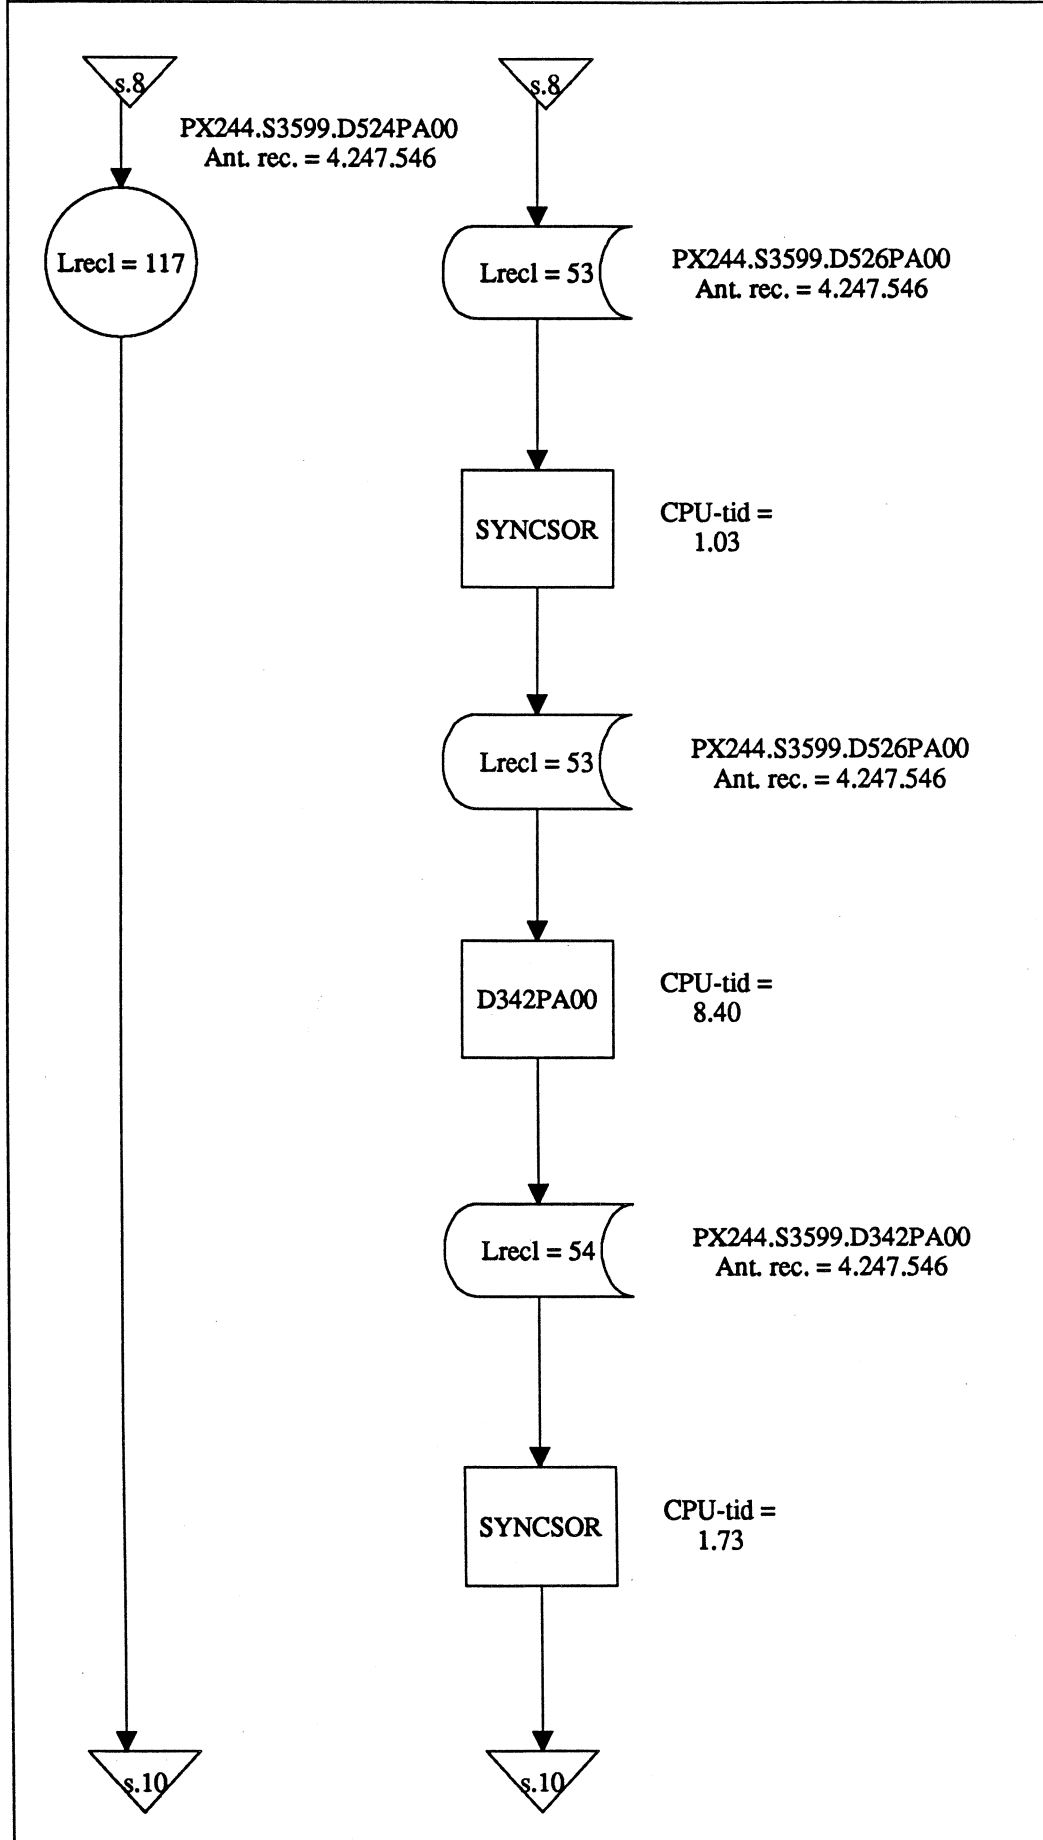 s.8
PX244.S3599.D524PA00
Ant. rec. = 4.247.546
Lrecl = 117
s.10
s.8
Lrecl = 53
PX244.S3599.D526PA00
Ant. rec. = 4.247.546
SYNCSOR
CPU-tid =
1.03
Lrecl = 53
PX244.S3599.D526PA00
Ant. rec. = 4.247.546
D342PA00
CPU-tid =
8.40
Lrecl = 54
PX244.S3599.D342PA00
Ant. rec. = 4.247.546
SYNCSOR
CPU-tid =
1.73
s.10